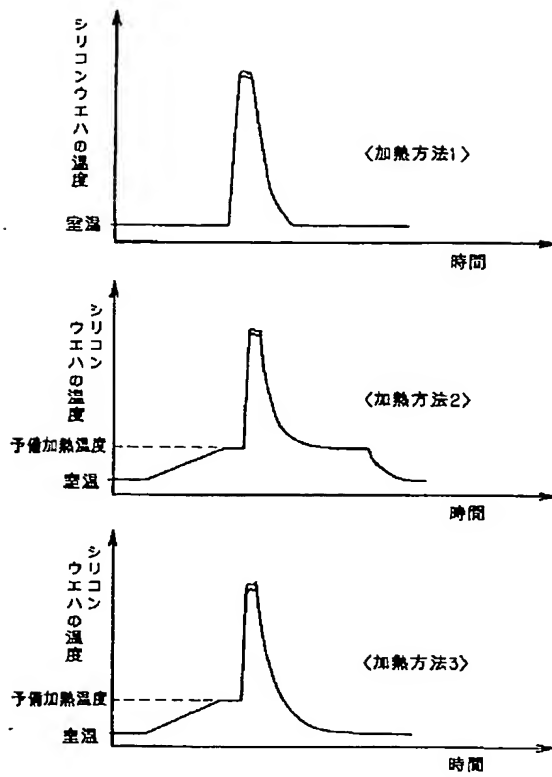 シリコンウエハの温度
〈加熱方法1〉
室温
時間
シリコン
ウエハの温度
〈加熱方法2〉
予備加熱温度
室温
時間
シリコン
ウエハの温度
〈加熱方法3〉
予備加熱温度
室温
時間